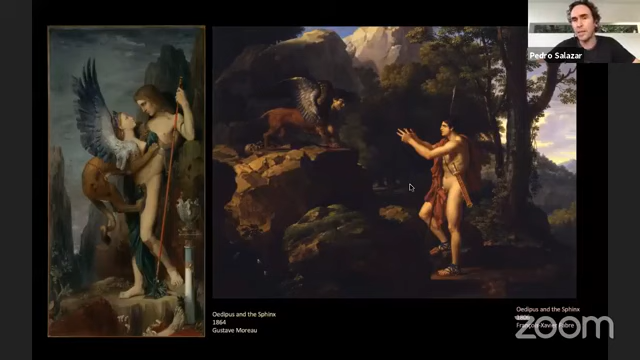 Pedro Salazar
Oedipus and the Sphinx
1864
Gustave Moreau
Oedipus and the Sphinx
François-Xavier Fabre
zoom